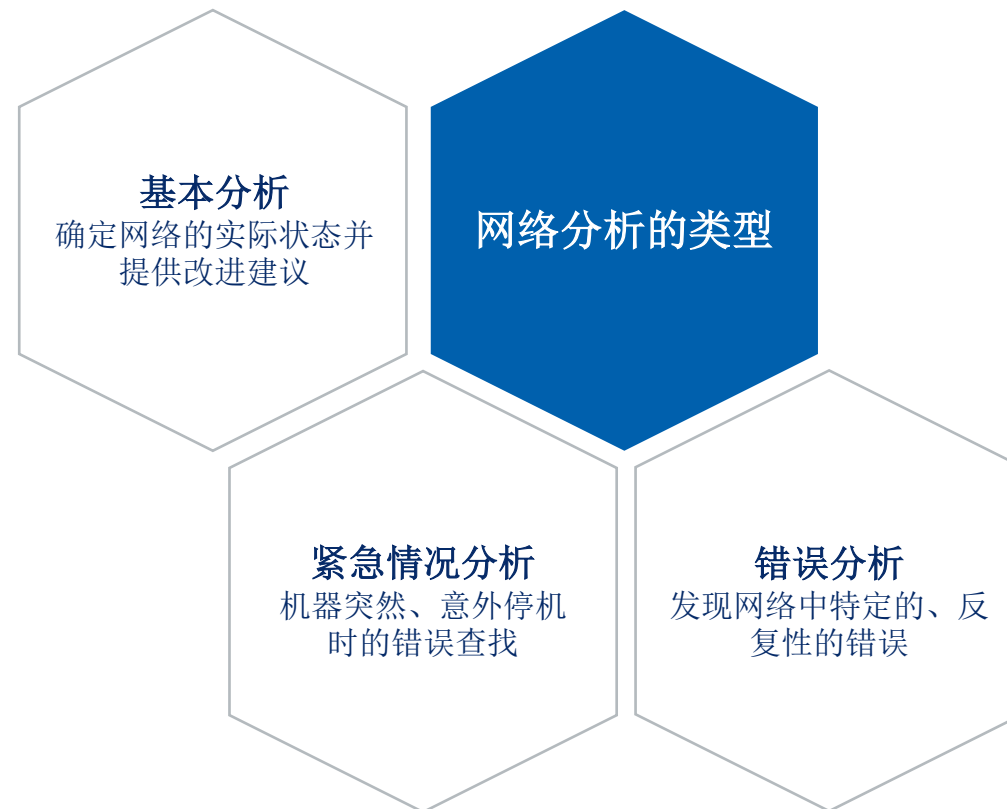 基本分析
确定网络的实际状态并
提供改进建议
网络分析的类型
紧急情况分析
机器突然、意外停机
时的错误查找
错误分析
发现网络中特定的、反
复性的错误